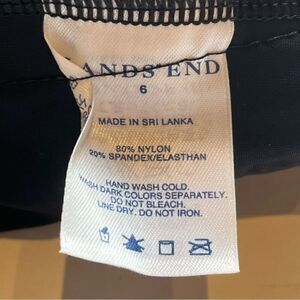 ANDS' END
6
MADE IN SRI LANKA
80% NYLON
20% SPANDEX/ELASTHAN
HAND WASH COLD.
WASH DARK COLORS SEPARATELY.
DO NOT BLEACH.
LINE DRY. DO NOT IRON.